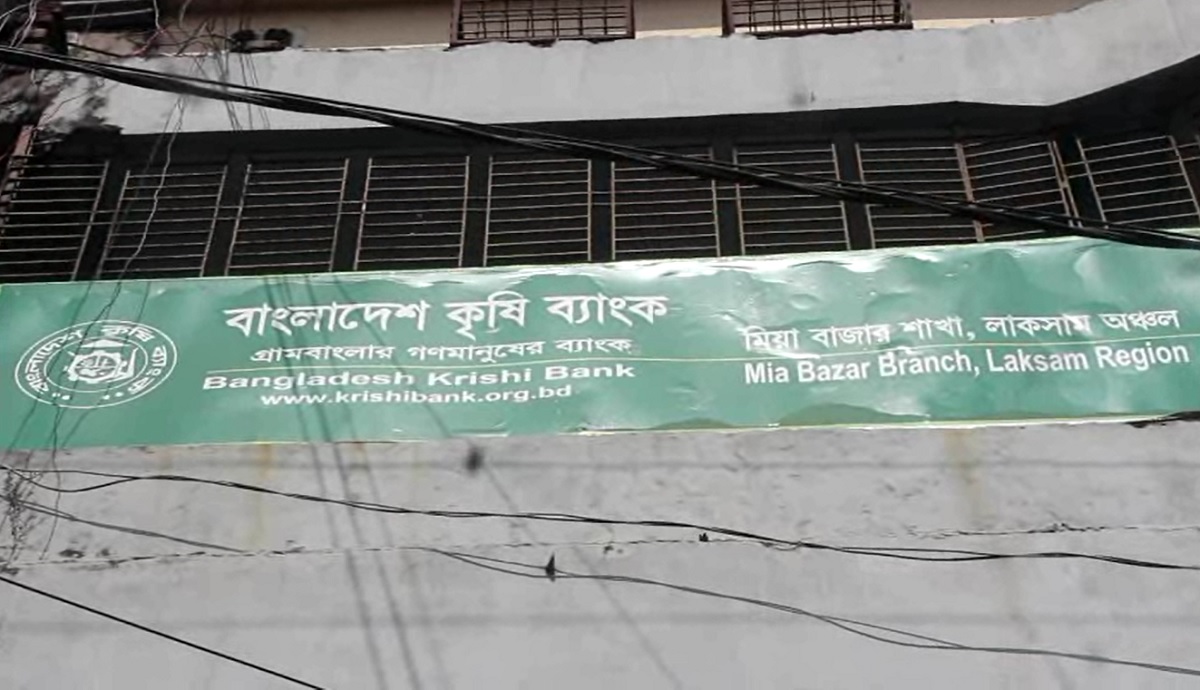 বাংলাদেশ কৃষি ব্যাংক
বাংলাদেশ কৃষি ব্যাংক
গ্রামবাংলার গণমানুষের ব্যাংক
Bangladesh Krishi Bank
www.krishibank.org.bd
মিয়া বাজার শাখা, লাকসাম অঞ্চল
Mia Bazar Branch, Laksam Region